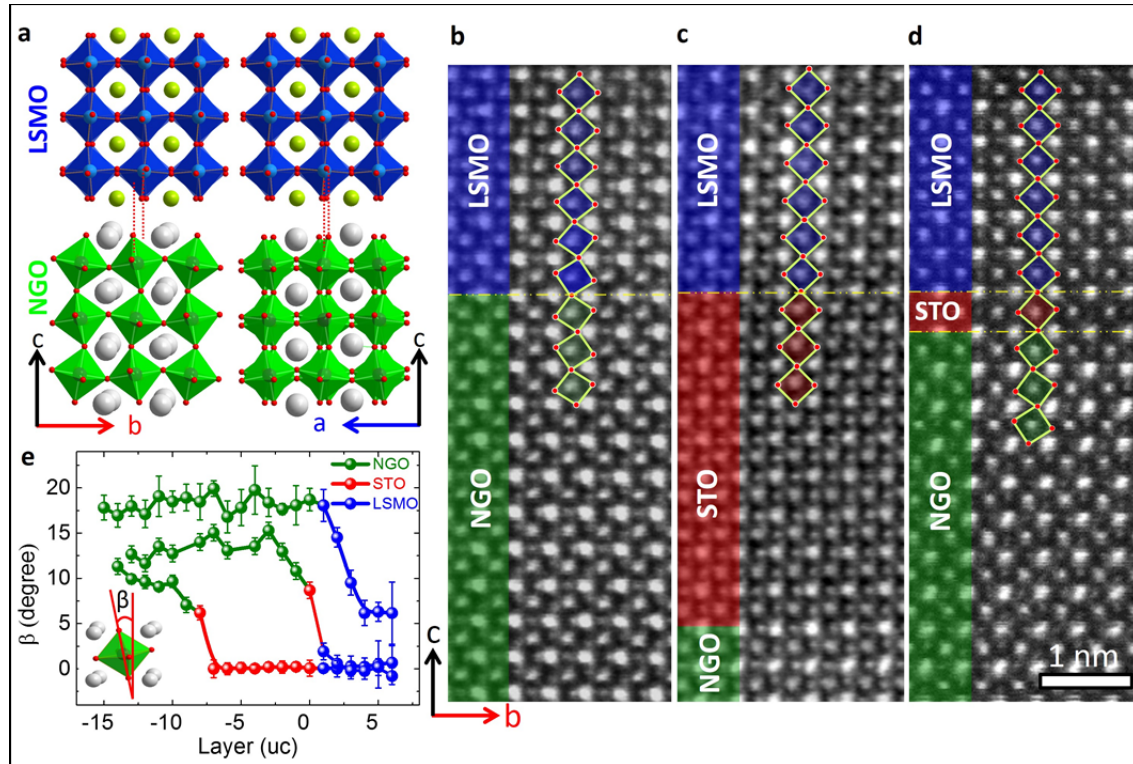 a
LSMO
NGO
c
b
c
a
b
LSMO
NGO
c
LSMO
STO
NGO
d
LSMO
STO
NGO
1 nm
e
NGO
STO
LSMO
β (degree)
20
15
10
5
0
β
-15 -10 -5 0 5
Layer (uc)
c
b